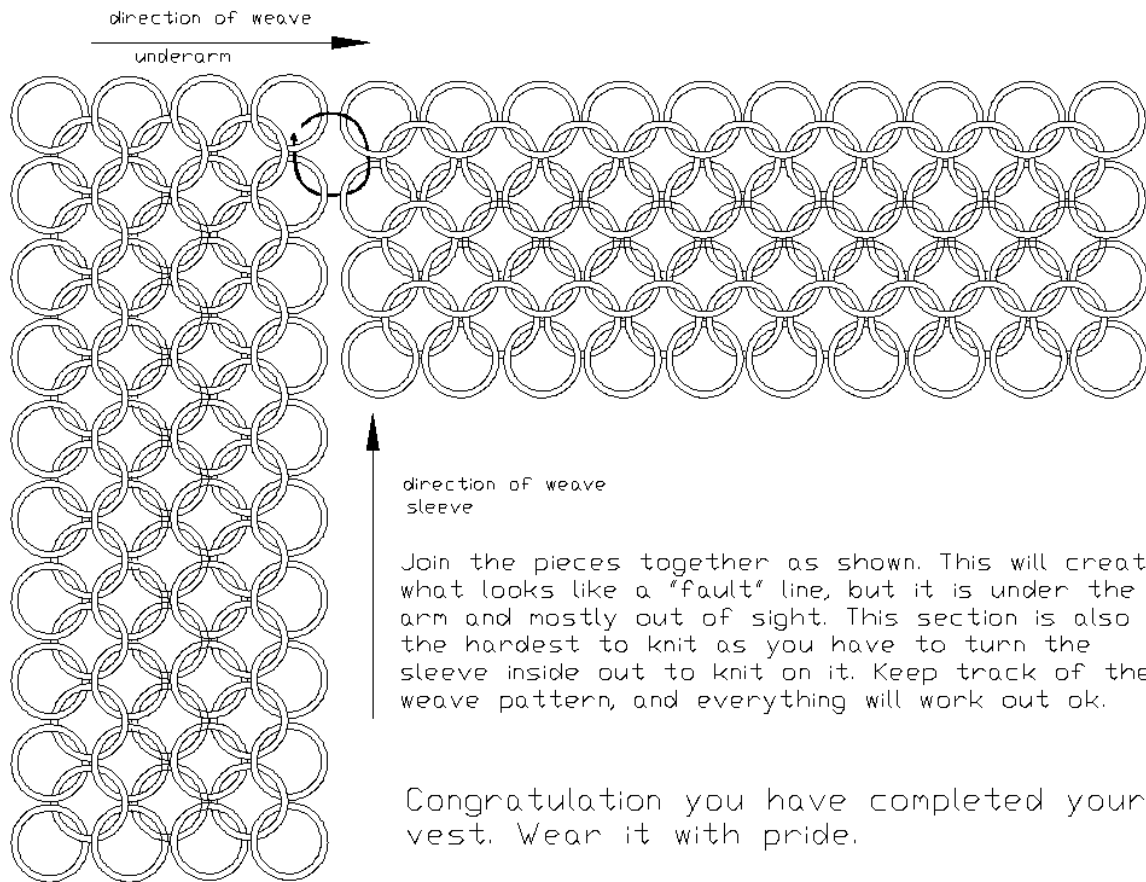 direction of weave
underarm
direction of weave
sleeve
Join the pieces together as shown. This will creat
what looks like a "fault" line, but it is under the
arm and mostly out of sight. This section is also
the hardest to knit as you have to turn the
sleeve inside out to knit on it. Keep track of the
weave pattern, and everything will work out ok.
Congratulation you have completed your
vest. Wear it with pride.